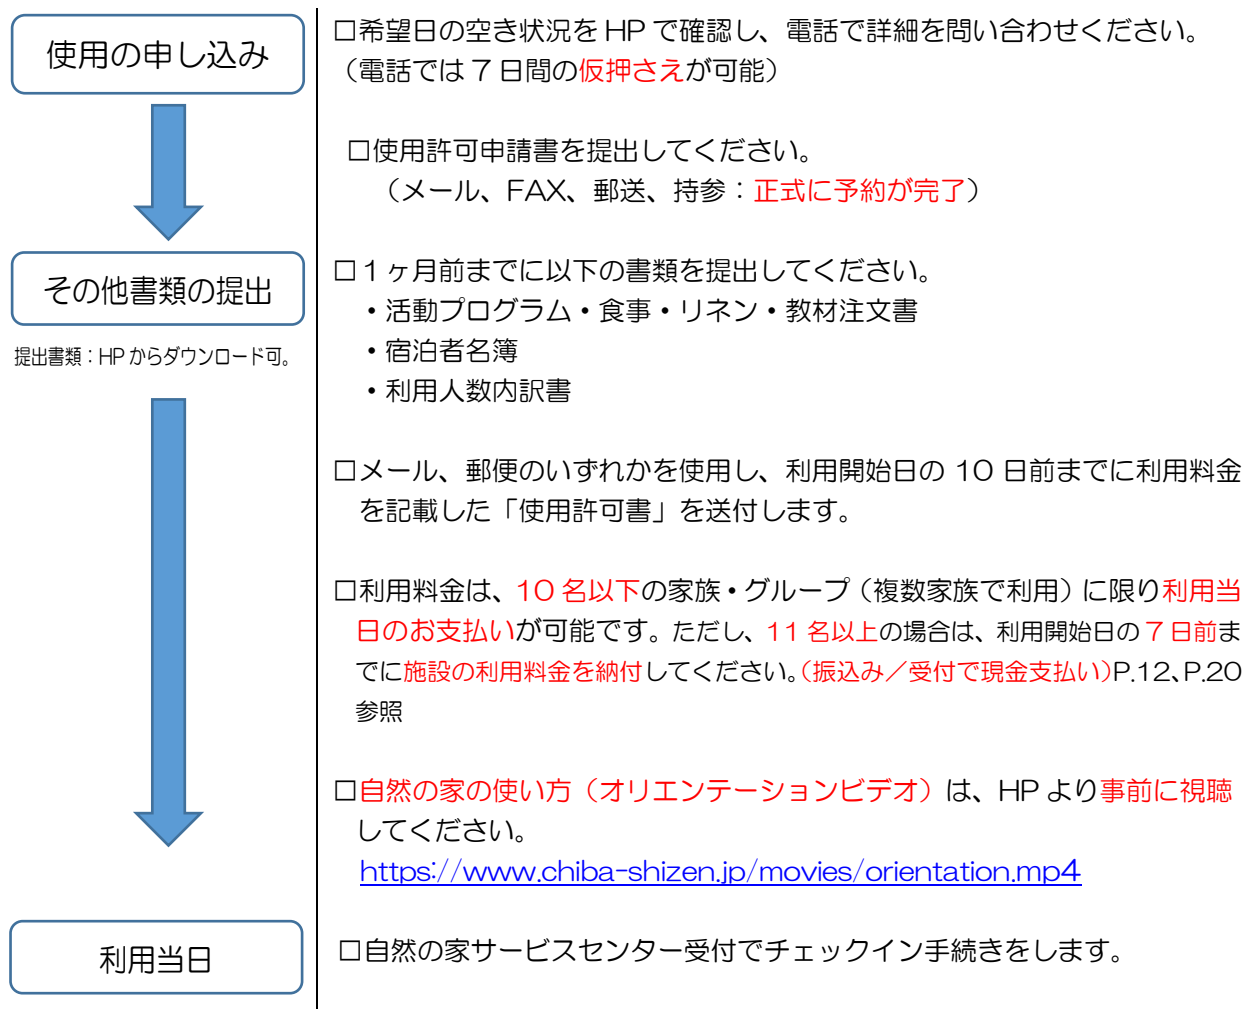 使用の申し込み
□希望日の空き状況をHPで確認し、電話で詳細を問い合わせください。
（電話では7日間の仮押さえが可能）
□使用許可申請書を提出してください。
（メール、FAX、郵送、持参：正式に予約が完了）
その他書類の提出
提出書類：HPからダウンロード可。
□1ヶ月前までに以下の書類を提出してください。
・活動プログラム・食事・リネン・教材注文書
・宿泊者名簿
・利用人数内訳書
□メール、郵便のいずれかを使用し、利用開始日の10日前までに利用料金
を記載した「使用許可書」を送付します。
□利用料金は、10名以下の家族・グループ（複数家族で利用）に限り利用当
日のお支払いが可能です。ただし、11名以上の場合は、利用開始日の7日前ま
でに施設の利用料金を納付してください。（振込み／受付で現金支払い）P.12、P.20
参照
□自然の家の使い方（オリエンテーションビデオ）は、HPより事前に視聴
してください。
https://www.chiba-shizen.jp/movies/orientation.mp4
利用当日
□自然の家サービスセンター受付でチェックイン手続きをします。